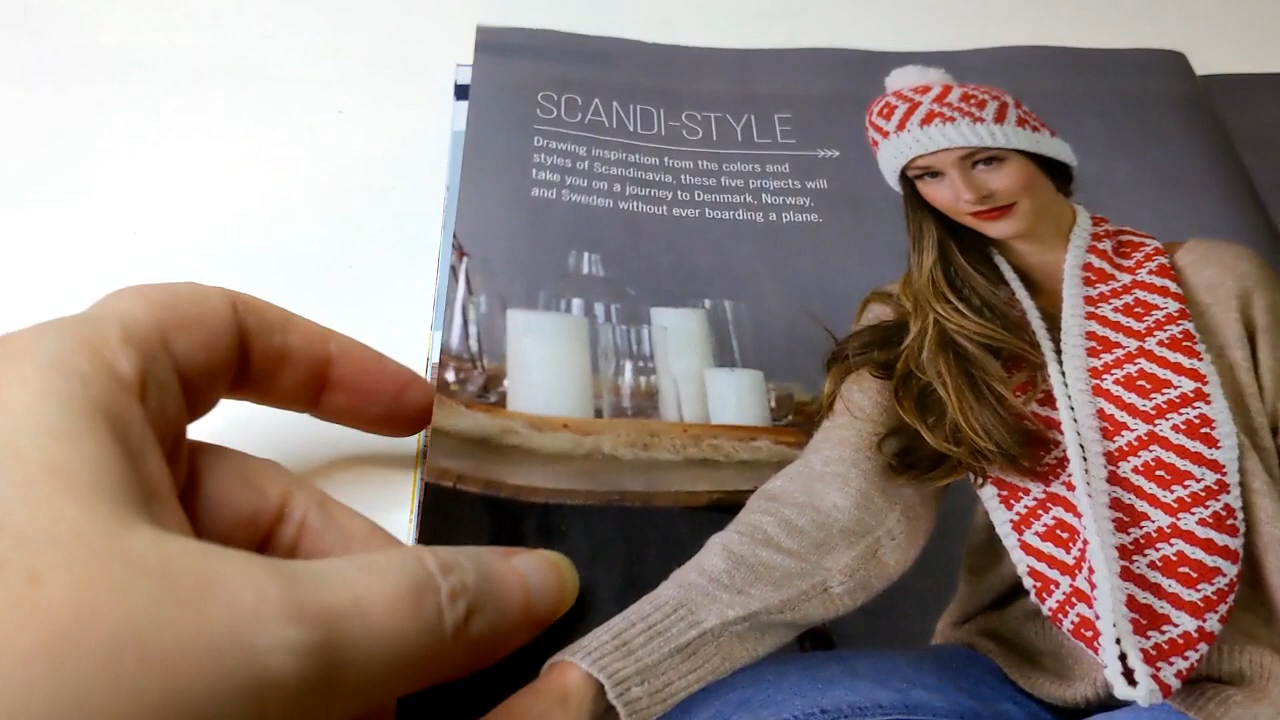 SCANDI-STYLE
Drawing inspiration from the colors and
styles of Scandinavia, these five projects will
take you on a journey to Denmark, Norway,
and Sweden without ever boarding a plane.